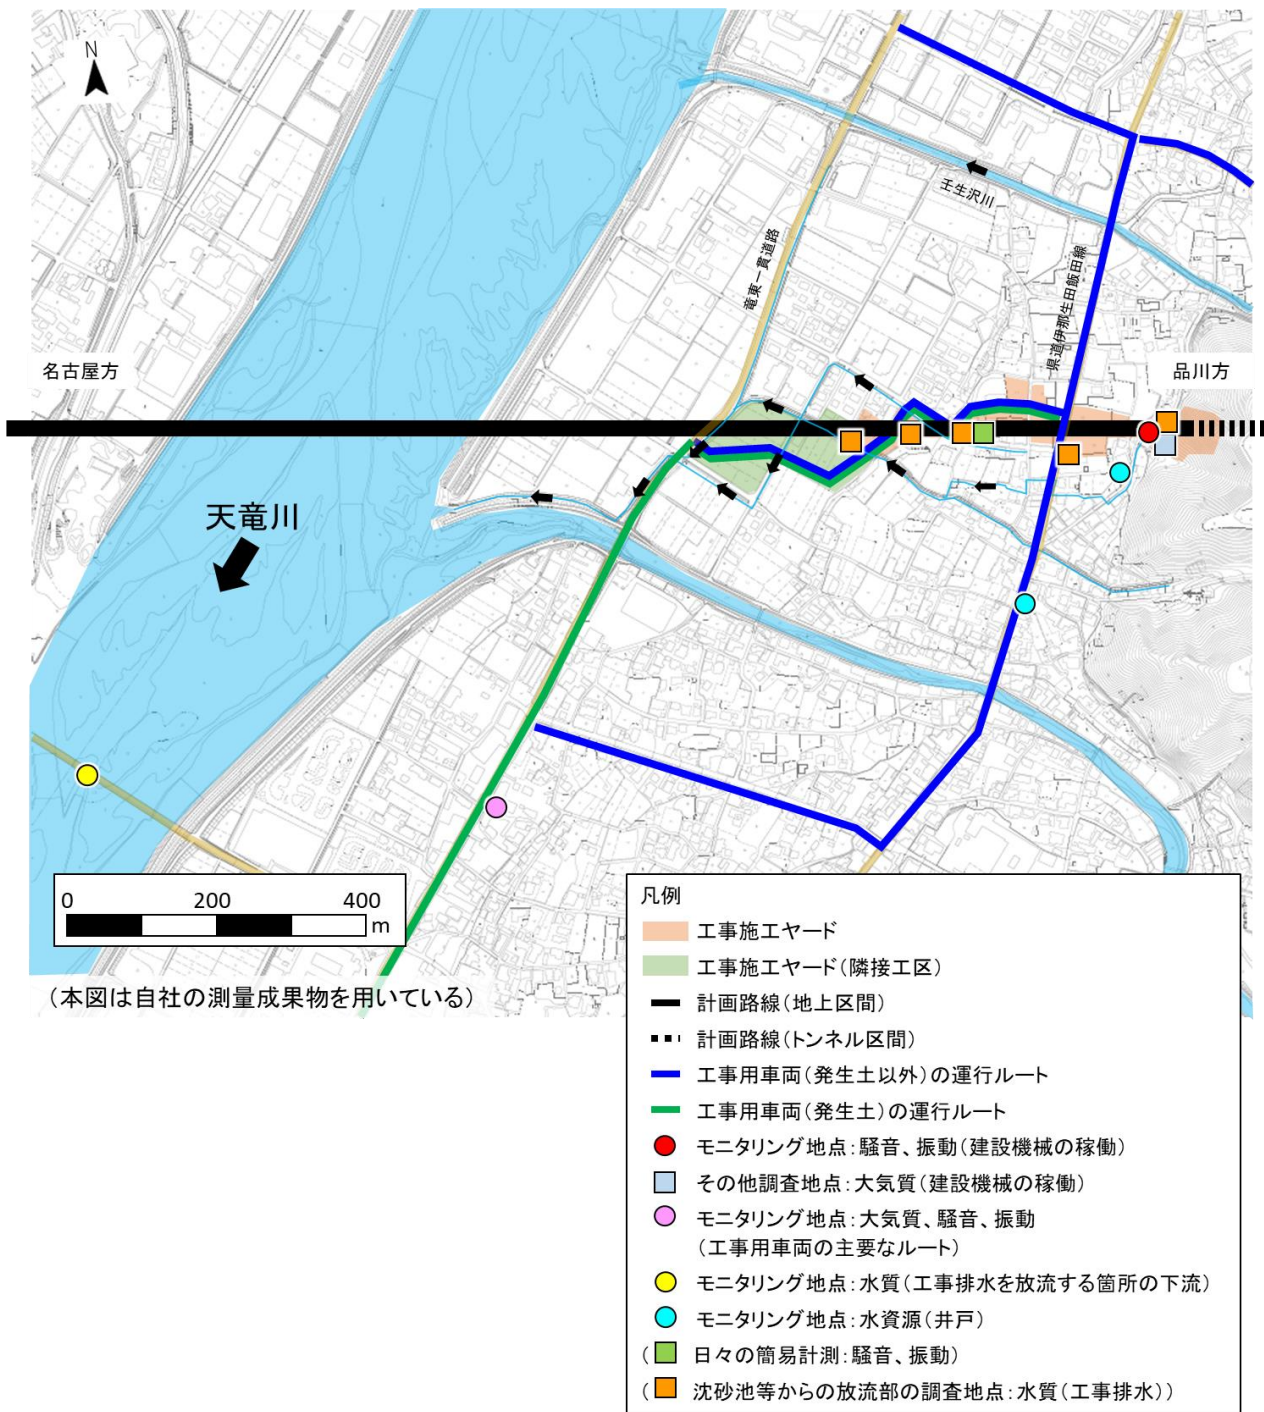 N
壬生沢川
竜東一貫道路
県道伊那生田飯田線
名古屋方
品川方
天竜川
0 200 400
m
(本図は自社の測量成果物を用いている)
凡例
工事施工ヤード
工事施工ヤード(隣接工区)
計画路線(地上区間)
計画路線(トンネル区間)
工事用車両(発生土以外)の運行ルート
工事用車両(発生土)の運行ルート
モニタリング地点:騒音、振動(建設機械の稼働)
その他調査地点:大気質(建設機械の稼働)
モニタリング地点:大気質、騒音、振動
(工事用車両の主要なルート)
モニタリング地点:水質(工事排水を放流する箇所の下流)
モニタリング地点:水資源(井戸)
( 日々の簡易計測:騒音、振動)
( 沈砂池等からの放流部の調査地点:水質(工事排水))